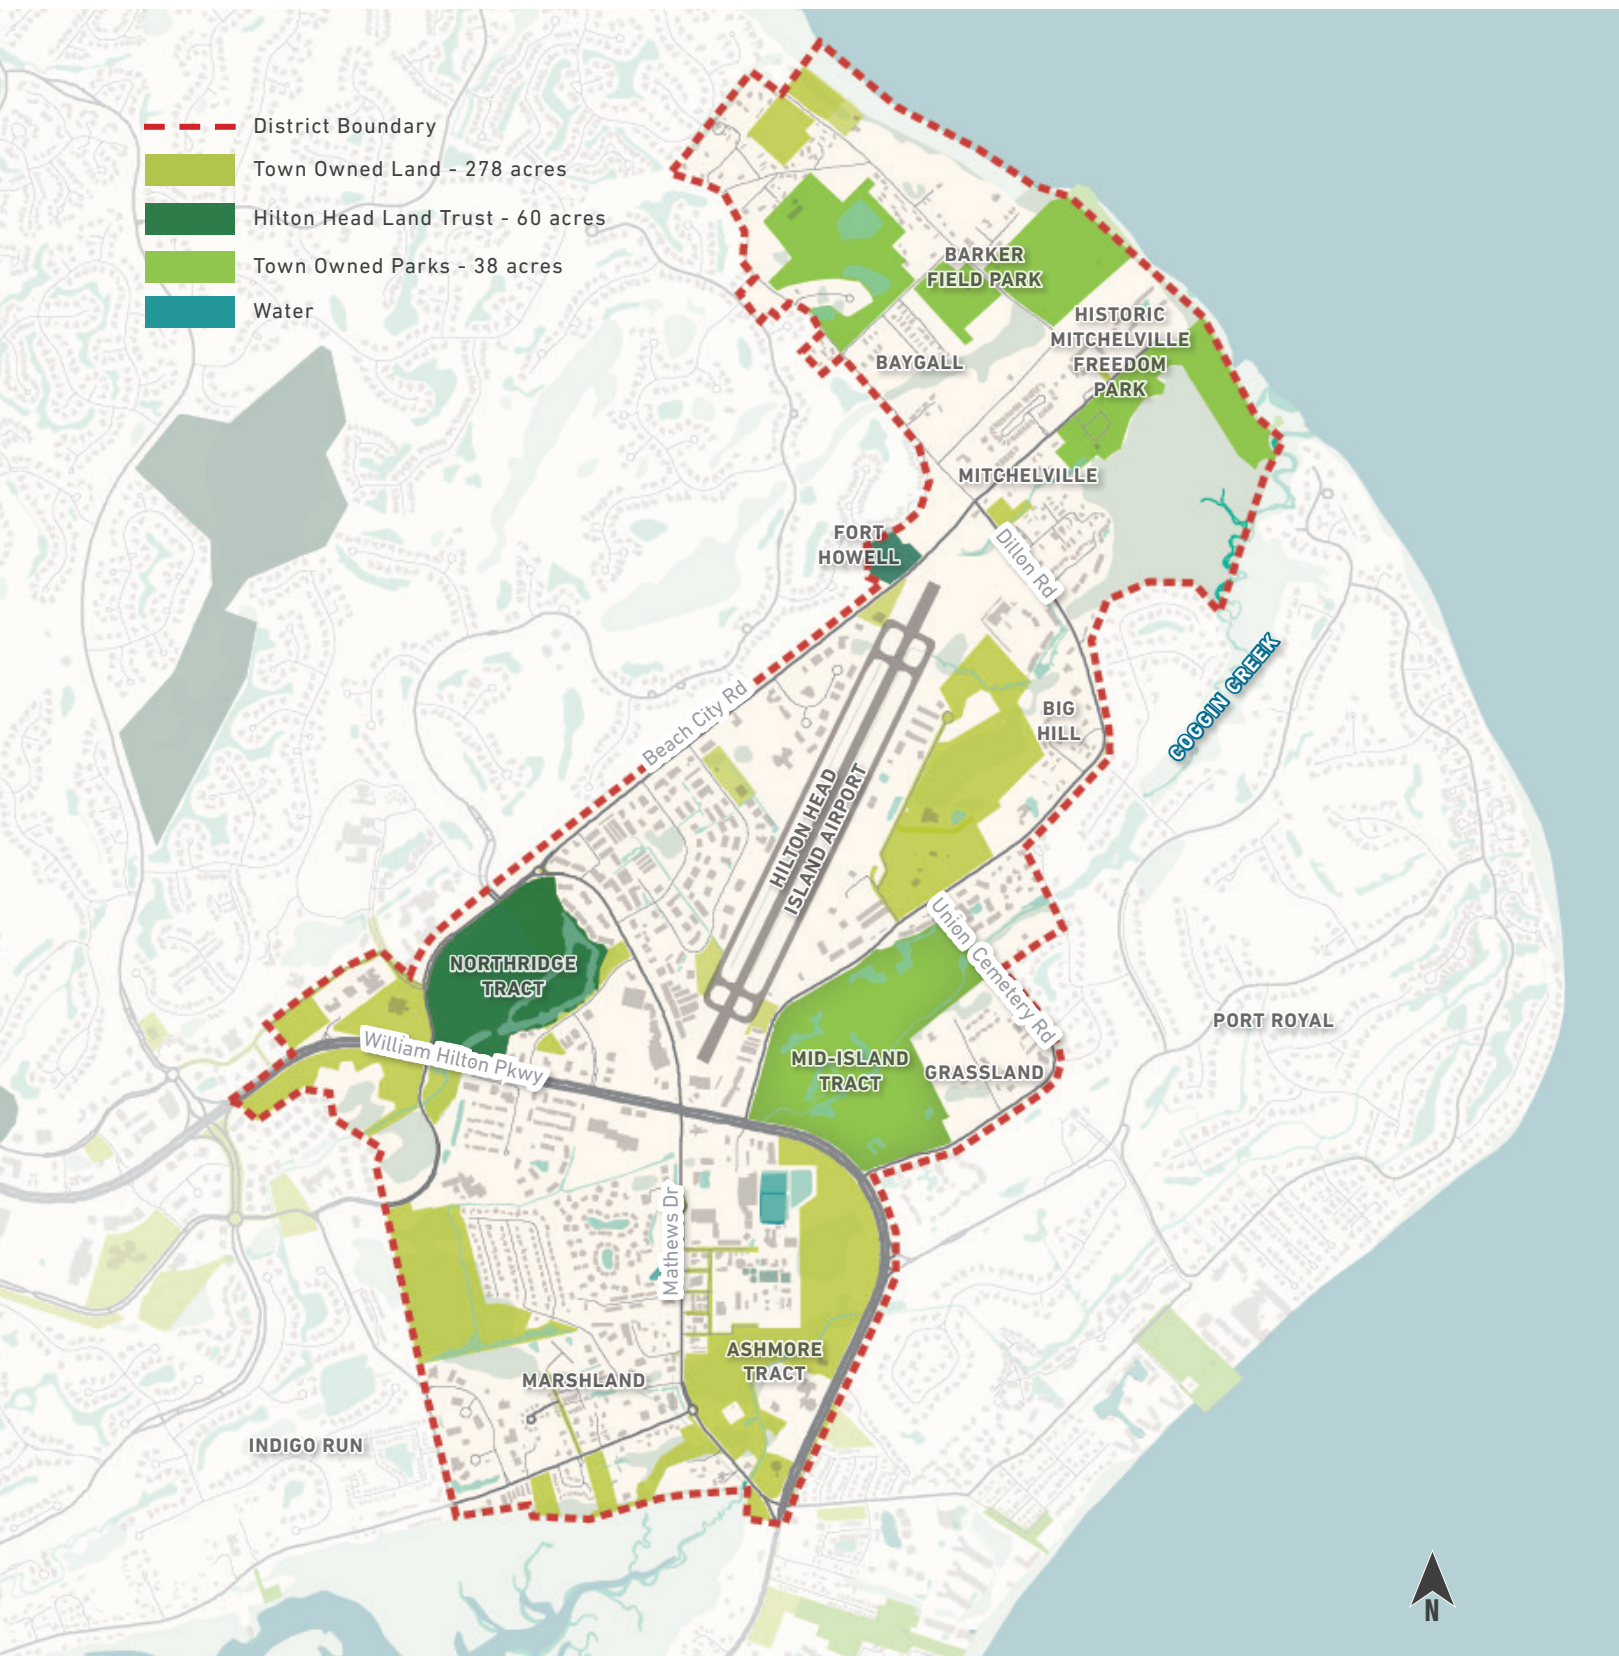 District Boundary
Town Owned Land - 278 acres
Hilton Head Land Trust - 60 acres
Town Owned Parks - 38 acres
Water
BARKER
FIELD PARK
HISTORIC
MITCHELVILLE
FREEDOM
PARK
BAYGALL
MITCHELVILLE
FORT
HOWELL
Dillon Rd
BIG
HILL
COGGIN CREEK
Beach City Rd
HILTON HEAD
ISLAND AIRPORT
Union Cemetery Rd
NORTHRIDGE
TRACT
William Hilton Pkwy
MID-ISLAND
TRACT
GRASSLAND
PORT ROYAL
Mathews Dr
ASHMORE
TRACT
MARSHLAND
INDIGO RUN
N